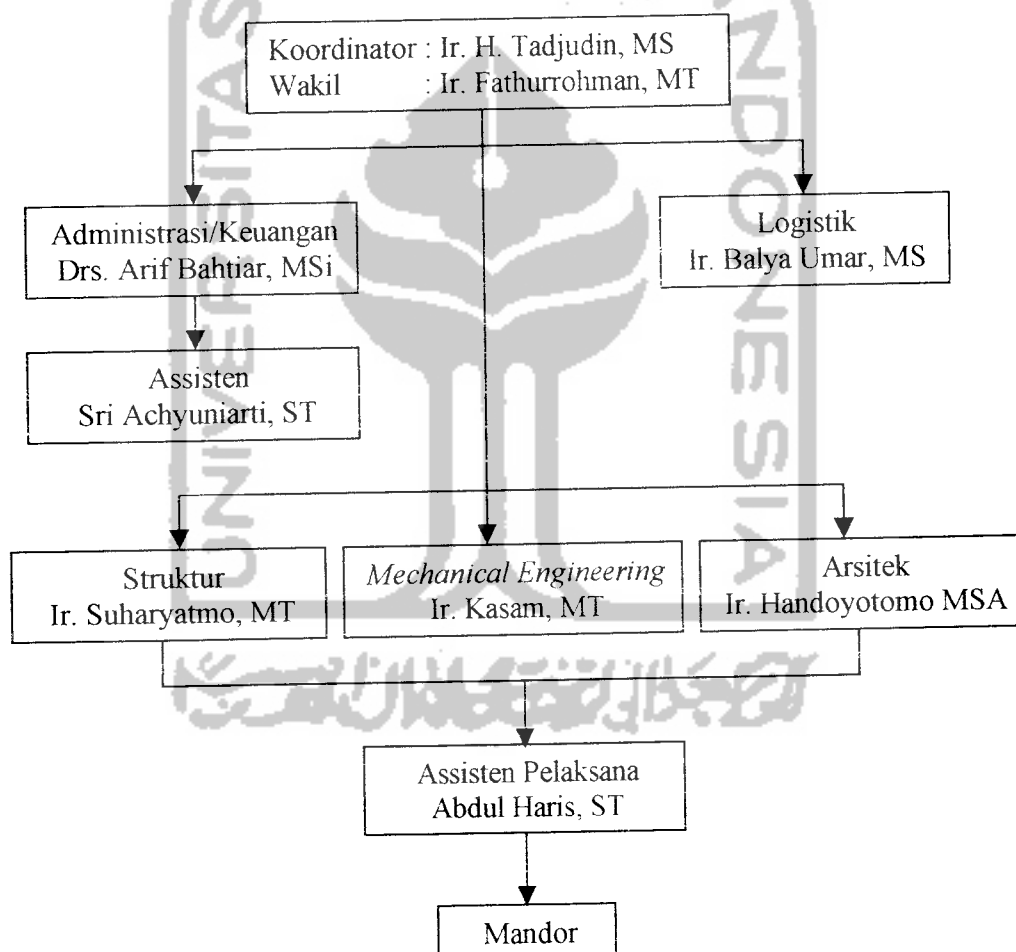 Koordinator : Ir. H. Tadjudin, MS
Wakil : Ir. Fathurrohman, MT
Administrasi/Keuangan
Drs. Arif Bahtiar, MSi
Logistik
Ir. Balya Umar, MS
Assisten
Sri Achyuniarti, ST
Struktur
Ir. Suharyatmo, MT
Mechanical Engineering
Ir. Kasam, MT
Arsitek
Ir. Handoyotomo MSA
Assisten Pelaksana
Abdul Haris, ST
Mandor
UNIVERSITAS
INDONESIA